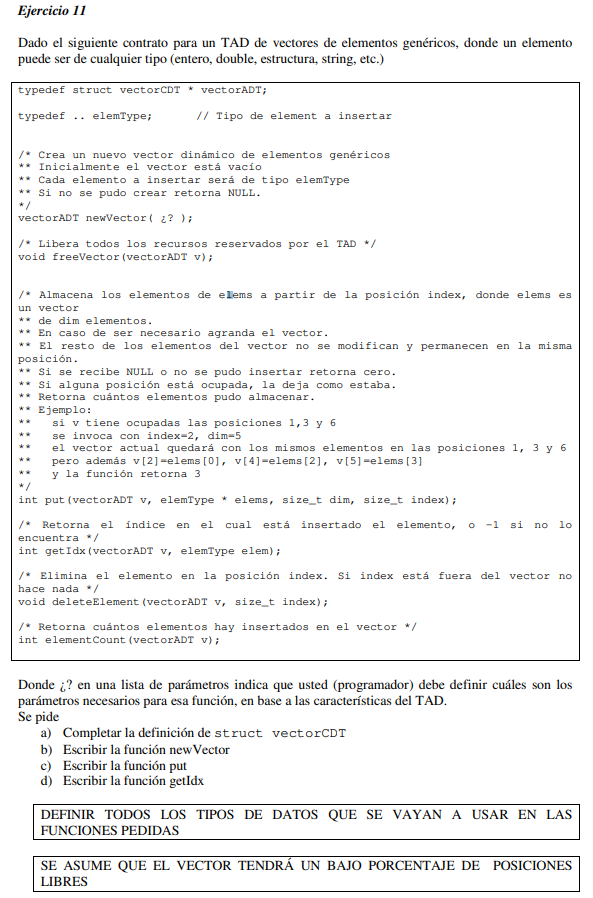 Ejercicio 11
Dado el siguiente contrato para un TAD de vectores de elementos genéricos, donde un elemento
puede ser de cualquier tipo (entero, double, estructura, string, etc.)
typedef struct vectorCDT * vectorADT;
typedef .. elemType;      // Tipo de element a insertar
/* Crea un nuevo vector dinámico de elementos genéricos
** Inicialmente el vector está vacío
** Cada elemento a insertar será de tipo elemType
** Si no se pudo crear retorna NULL.
*/
vectorADT newVector( ¿? );
/* Libera todos los recursos reservados por el TAD */
void freeVector(vectorADT v);
/* Almacena los elementos de elems a partir de la posición index, donde elems es
un vector
** de dim elementos.
** En caso de ser necesario agranda el vector.
** El resto de los elementos del vector no se modifican y permanecen en la misma
posición.
** Si se recibe NULL o no se pudo insertar retorna cero.
** Si alguna posición está ocupada, la deja como estaba.
** Retorna cuántos elementos pudo almacenar.
** Ejemplo:
**   si v tiene ocupadas las posiciones 1,3 y 6
**   se invoca con index=2, dim=5
**   el vector actual quedará con los mismos elementos en las posiciones 1, 3 y 6
**   pero además v[2]=elems[0], v[4]=elems[2], v[5]=elems[3]
**   y la función retorna 3
*/
int put(vectorADT v, elemType * elems, size_t dim, size_t index);
/* Retorna el índice en el cual está insertado el elemento, o -1 si no lo
encuentra */
int getIdx(vectorADT v, elemType elem);
/* Elimina el elemento en la posición index. Si index está fuera del vector no
hace nada */
void deleteElement(vectorADT v, size_t index);
/* Retorna cuántos elementos hay insertados en el vector */
int elementCount(vectorADT v);
Donde ¿? en una lista de parámetros indica que usted (programador) debe definir cuáles son los
parámetros necesarios para esa función, en base a las características del TAD.
Se pide
a) Completar la definición de struct vectorCDT
b) Escribir la función newVector
c) Escribir la función put
d) Escribir la función getIdx
DEFINIR TODOS LOS TIPOS DE DATOS QUE SE VAYAN A USAR EN LAS
FUNCIONES PEDIDAS
SE ASUME QUE EL VECTOR TENDRÁ UN BAJO PORCENTAJE DE POSICIONES
LIBRES